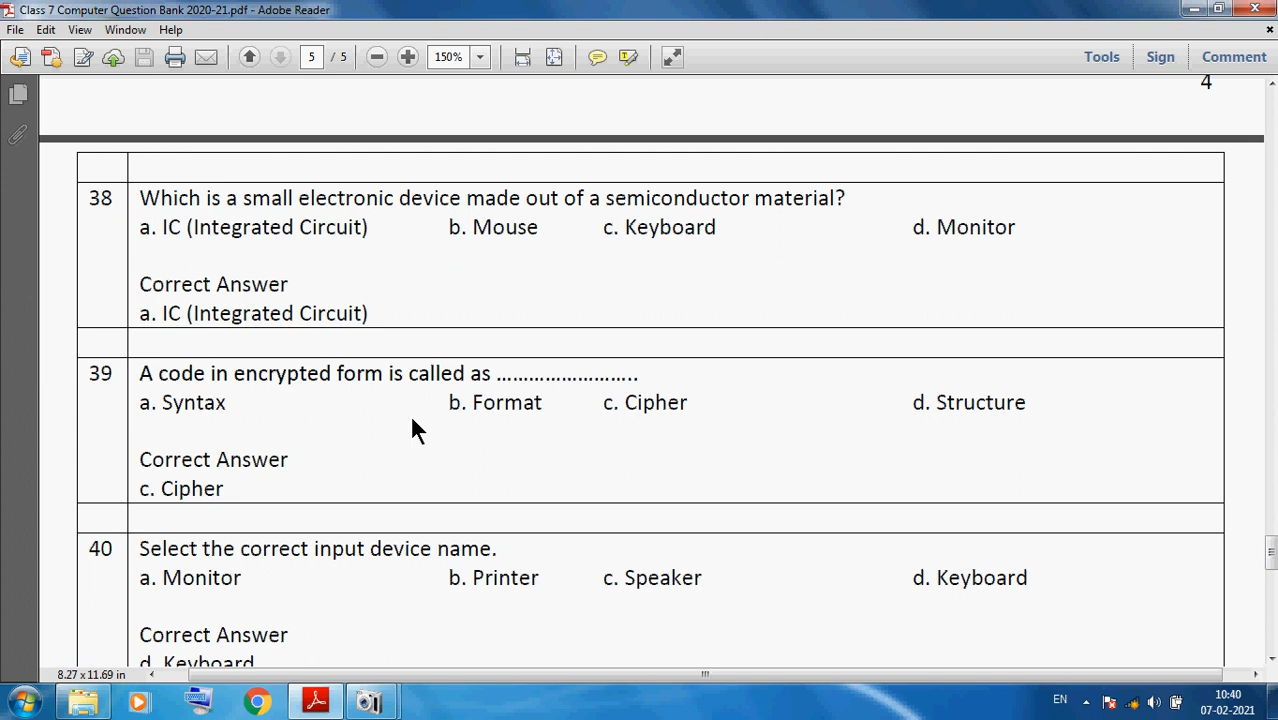 Class 7 Computer Question Bank 2020-21.pdf - Adobe Reader
File Edit View Window Help
5 / 5 150% Tools Sign Comment
4
38 Which is a small electronic device made out of a semiconductor material?
a. IC (Integrated Circuit) b. Mouse c. Keyboard d. Monitor
Correct Answer
a. IC (Integrated Circuit)
39 A code in encrypted form is called as ……………………..
a. Syntax b. Format c. Cipher d. Structure
Correct Answer
c. Cipher
40 Select the correct input device name.
a. Monitor b. Printer c. Speaker d. Keyboard
Correct Answer
d. Keyboard
8.27 x 11.69 in
EN 10:40
07-02-2021